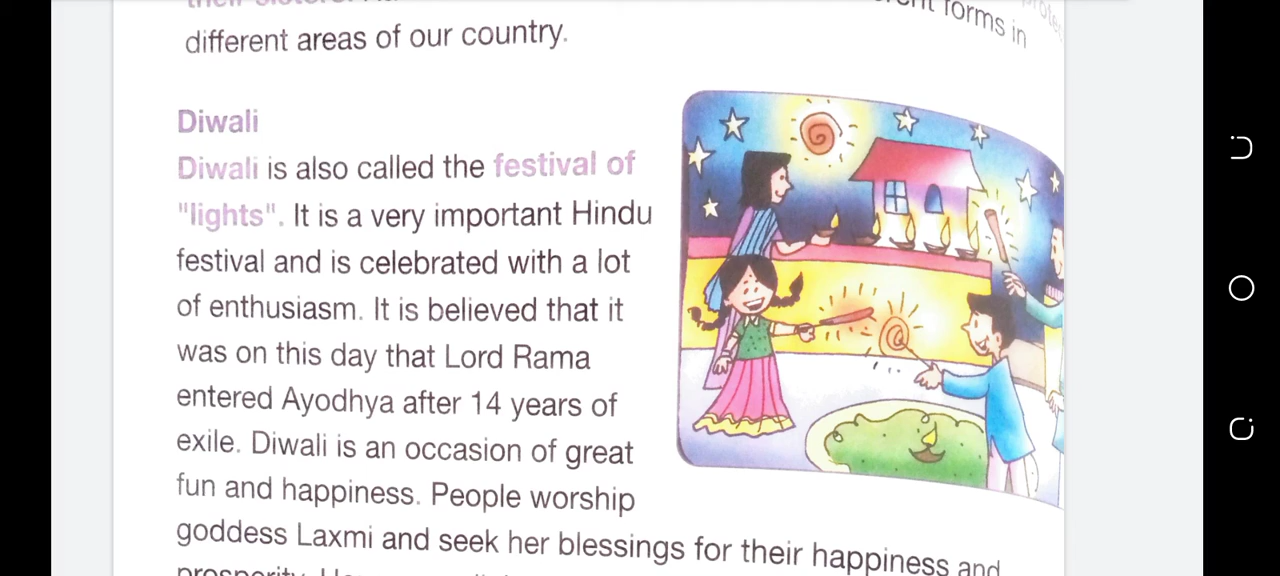 their sisters.
forms in
different areas of our country.
Diwali
Diwali is also called the festival of
"lights". It is a very important Hindu
festival and is celebrated with a lot
of enthusiasm. It is believed that it
was on this day that Lord Rama
entered Ayodhya after 14 years of
exile. Diwali is an occasion of great
fun and happiness. People worship
goddess Laxmi and seek her blessings for their happiness and
prosperity.